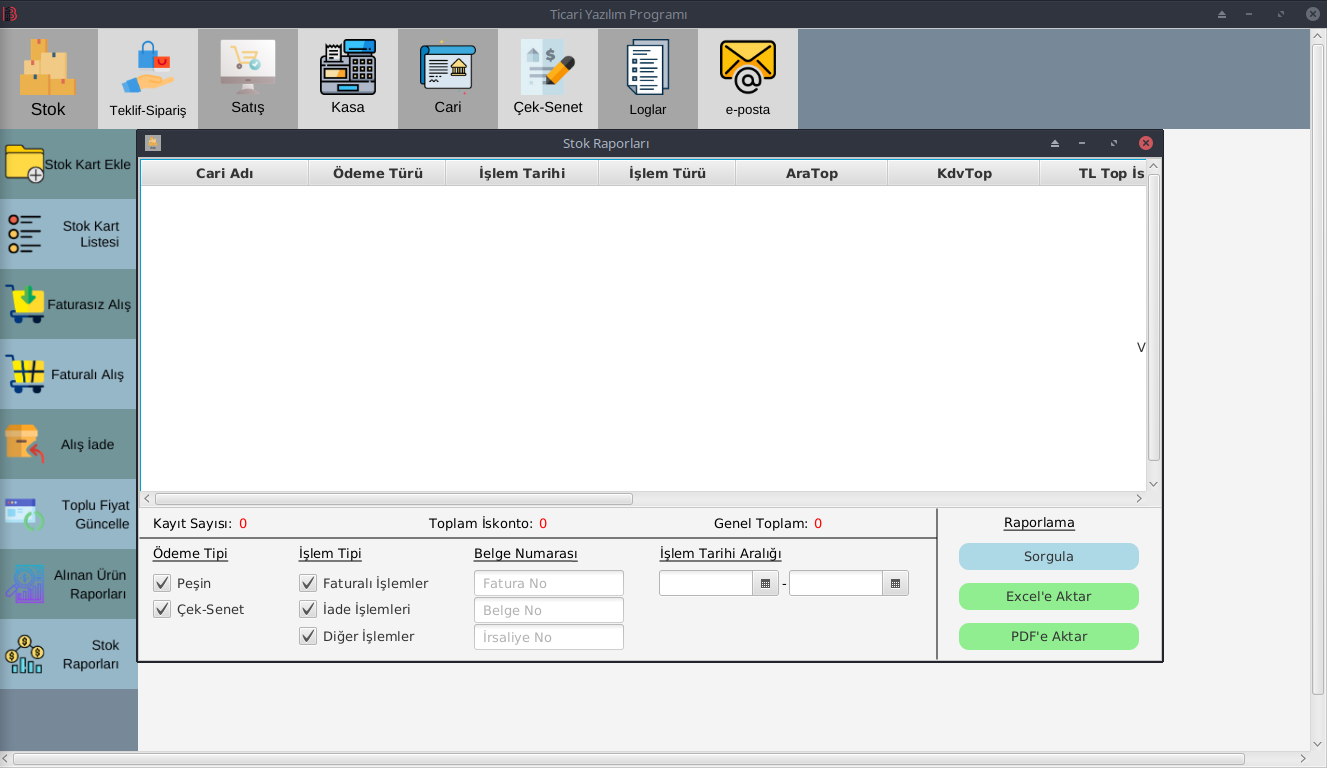 Ticari Yazılım Programı
Stok
Teklif-Sipariş
Satış
Kasa
Cari
Çek-Senet
Loglar
e-posta
Stok Kart Ekle
Stok Kart
Listesi
Faturasız Alış
Faturalı Alış
Alış İade
Toplu Fiyat
Güncelle
Alınan Ürün
Raporları
Stok
Raporları
Stok Raporları
Cari Adı Ödeme Türü İşlem Tarihi İşlem Türü AraTop KdvTop TL Top İs
V
Kayıt Sayısı: 0 Toplam İskonto: 0 Genel Toplam: 0
Ödeme Tipi
Peşin
Çek-Senet
İşlem Tipi
Faturalı İşlemler
İade İşlemleri
Diğer İşlemler
Belge Numarası
Fatura No
Belge No
İrsaliye No
İşlem Tarihi Aralığı
-
Raporlama
Sorgula
Excel'e Aktar
PDF'e Aktar